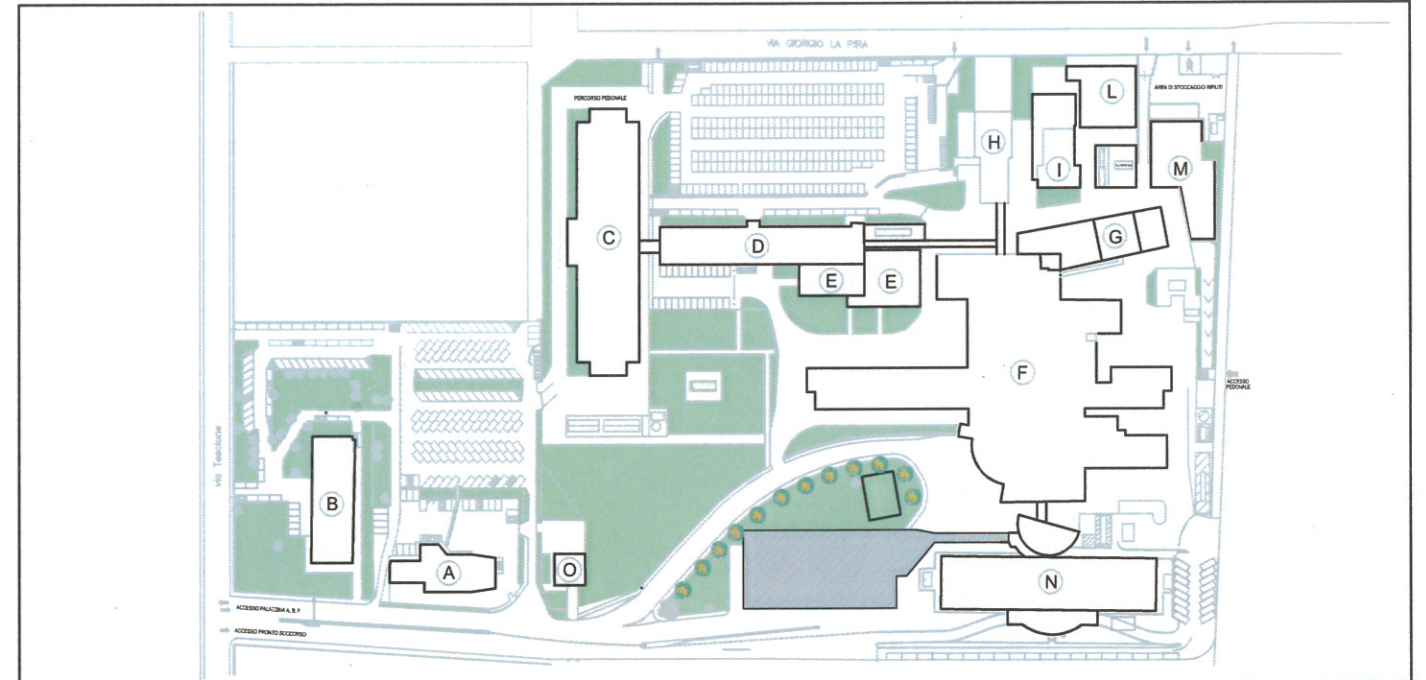 VIA GIORGIO LA PIRA
PERCORSO PEDONALE
AREA DI STOCCAGGIO RIFIUTI
L
H
I
M
C
D
G
E
E
F
ACCESSO
PEDONALE
via Tescione
B
A
O
N
ACCESSO PALAZZINA A, B, F
ACCESSO PRONTO SOCCORSO